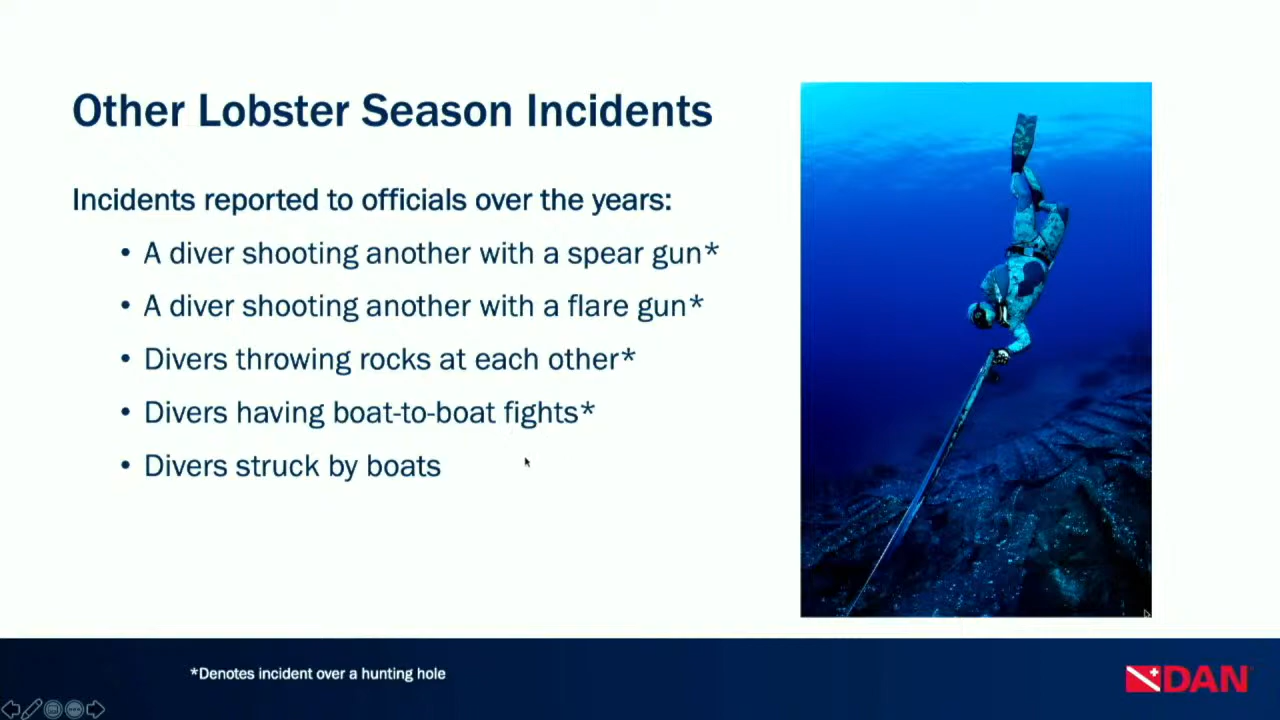 Other Lobster Season Incidents
Incidents reported to officials over the years:
• A diver shooting another with a spear gun*
• A diver shooting another with a flare gun*
• Divers throwing rocks at each other*
• Divers having boat-to-boat fights*
• Divers struck by boats
*Denotes incident over a hunting hole
DAN